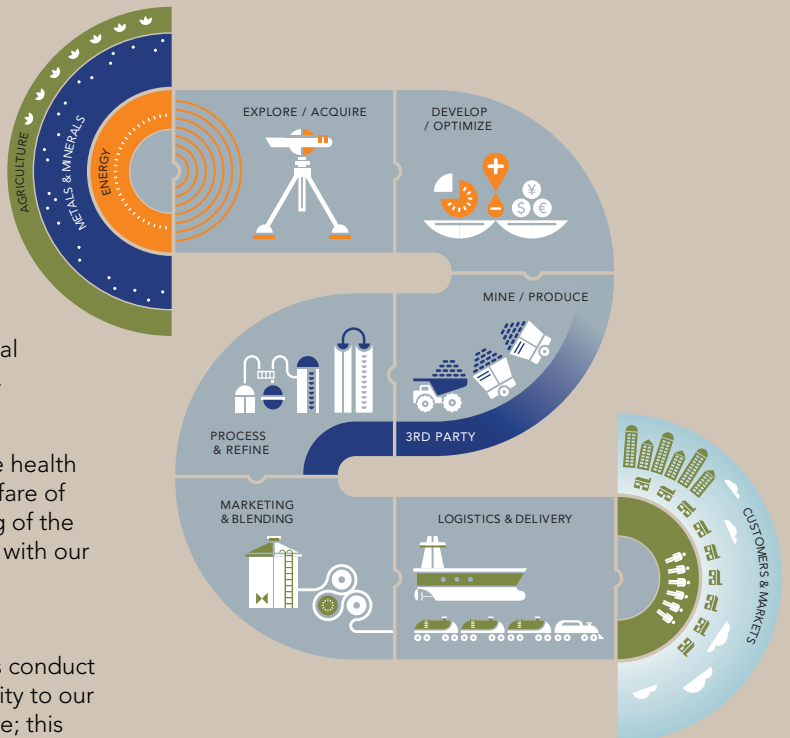 AGRICULTURE
METALS & MINERALS
ENERGY
EXPLORE / ACQUIRE
DEVELOP
/ OPTIMIZE
+
−
¥
$ €
MINE / PRODUCE
3RD PARTY
PROCESS
& REFINE
MARKETING
& BLENDING
LOGISTICS & DELIVERY
CUSTOMERS & MARKETS
al
.
e health
fare of
g of the
with our
s conduct
ity to our
e; this